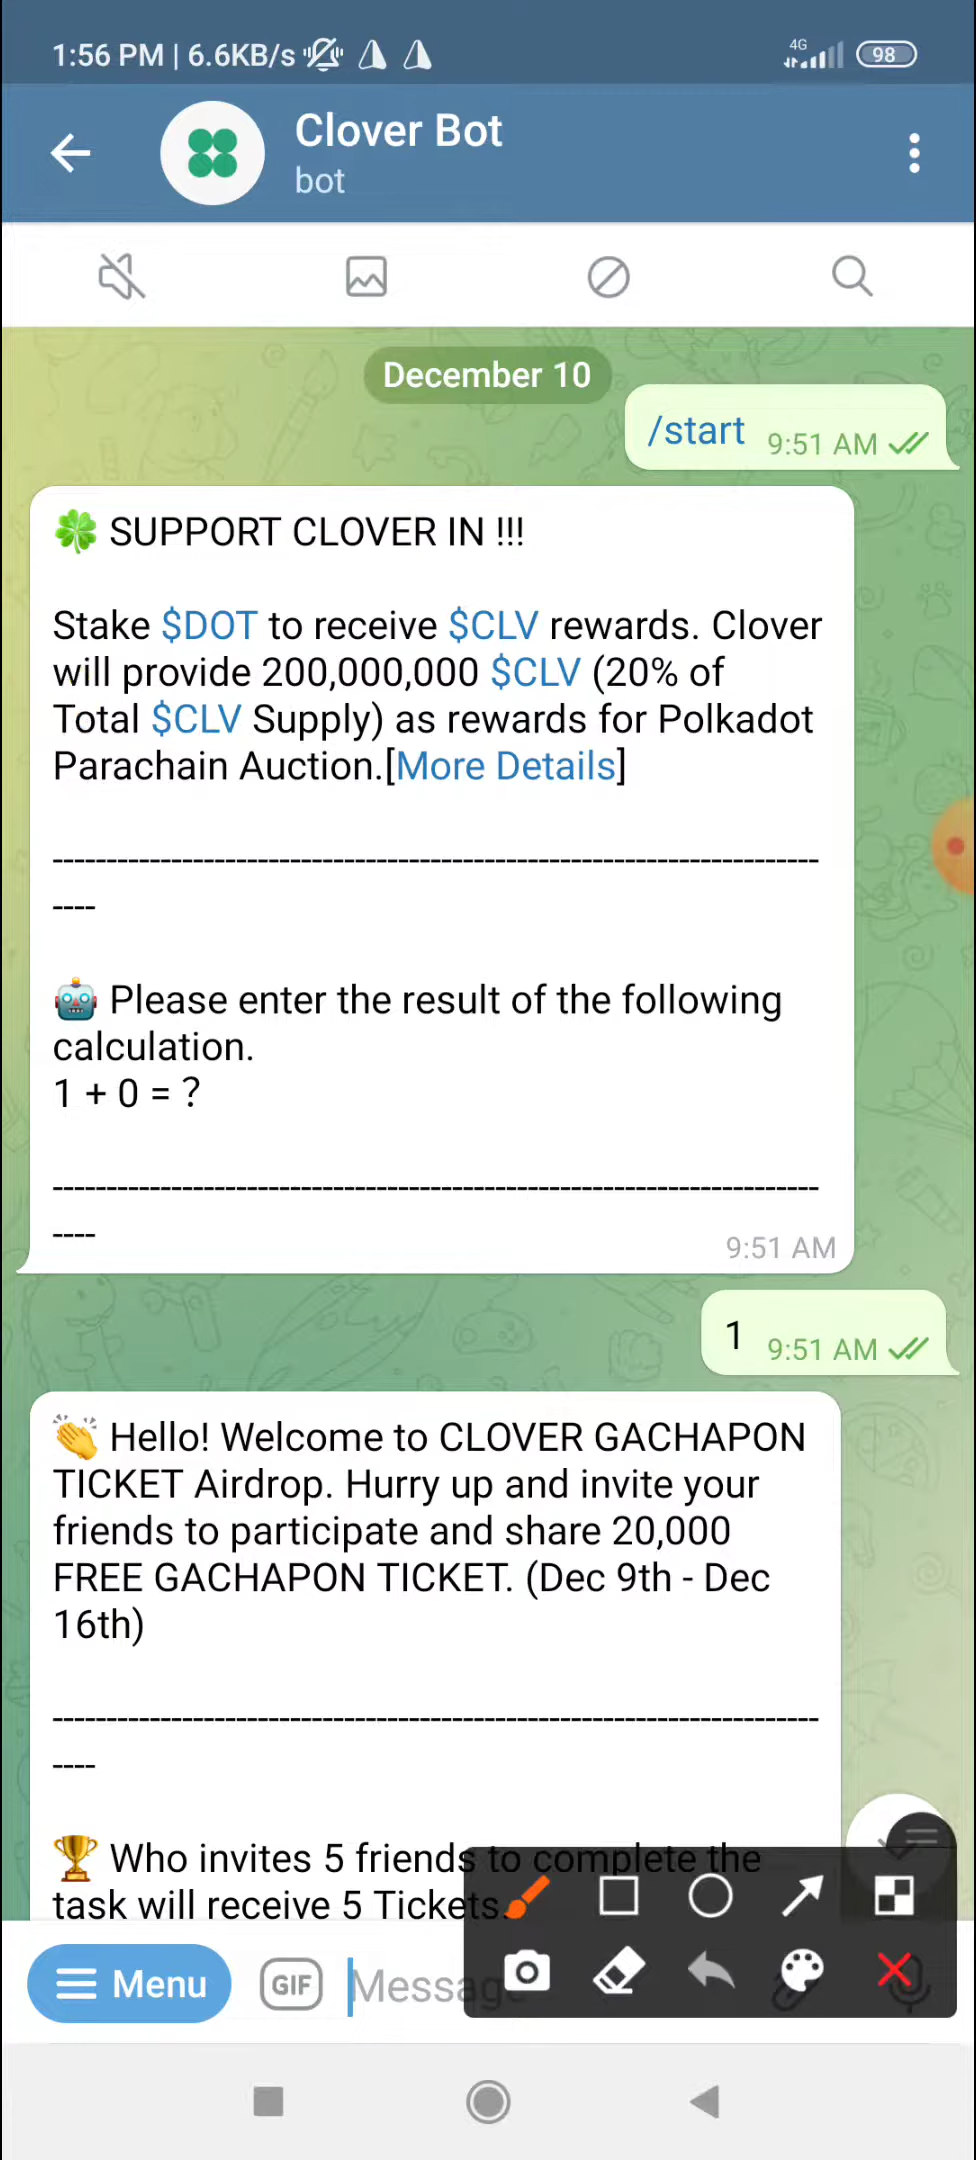 1:56 PM | 6.6KB/s 4G 98
Clover Bot
bot
December 10
/start 9:51 AM
🍀 SUPPORT CLOVER IN !!!
Stake $DOT to receive $CLV rewards. Clover
will provide 200,000,000 $CLV (20% of
Total $CLV Supply) as rewards for Polkadot
Parachain Auction.[More Details]
-----------------------------------------------------------------------
----
🤖 Please enter the result of the following
calculation.
1 + 0 = ?
-----------------------------------------------------------------------
----
9:51 AM
1 9:51 AM
👏 Hello! Welcome to CLOVER GACHAPON
TICKET Airdrop. Hurry up and invite your
friends to participate and share 20,000
FREE GACHAPON TICKET. (Dec 9th - Dec
16th)
-----------------------------------------------------------------------
----
🏆 Who invites 5 friends to complete the
task will receive 5 Tickets.
Menu GIF Message